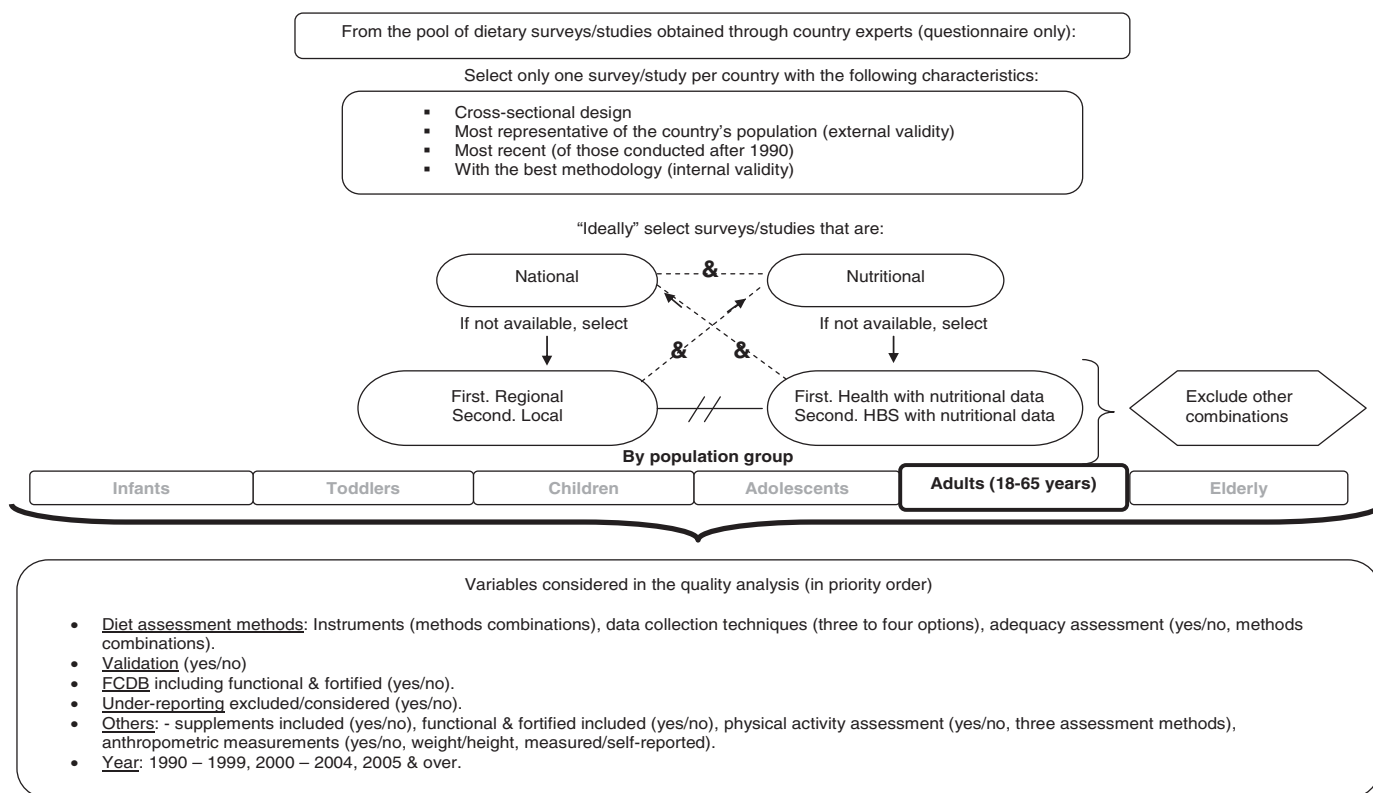 From the pool of dietary surveys/studies obtained through country experts (questionnaire only):
Select only one survey/study per country with the following characteristics:
▪ Cross-sectional design
▪ Most representative of the country's population (external validity)
▪ Most recent (of those conducted after 1990)
▪ With the best methodology (internal validity)
“Ideally” select surveys/studies that are:
National & Nutritional
If not available, select If not available, select
& &
First. Regional First. Health with nutritional data Exclude other
Second. Local Second. HBS with nutritional data combinations
By population group
Infants Toddlers Children Adolescents Adults (18-65 years) Elderly
Variables considered in the quality analysis (in priority order)
• Diet assessment methods: Instruments (methods combinations), data collection techniques (three to four options), adequacy assessment (yes/no, methods
combinations).
• Validation (yes/no)
• FCDB including functional & fortified (yes/no).
• Under-reporting excluded/considered (yes/no).
• Others: - supplements included (yes/no), functional & fortified included (yes/no), physical activity assessment (yes/no, three assessment methods),
anthropometric measurements (yes/no, weight/height, measured/self-reported).
• Year: 1990 – 1999, 2000 – 2004, 2005 & over.